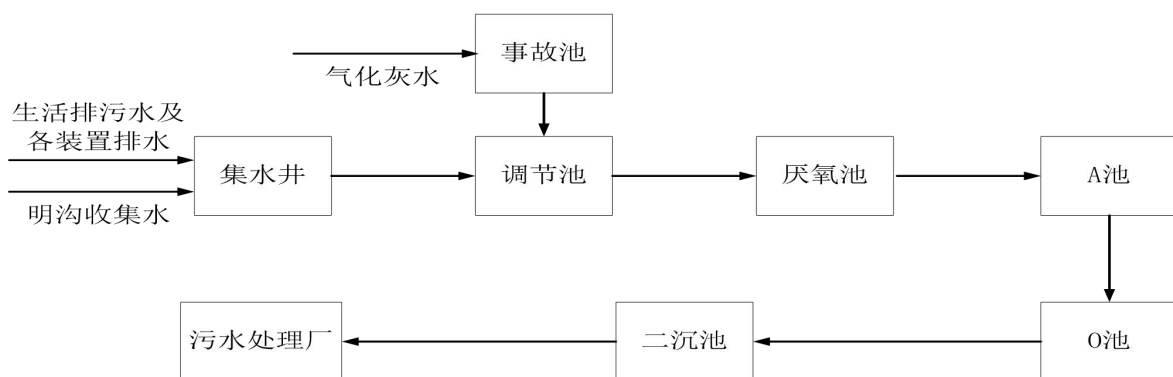 事故池
气化灰水
生活排污水及
各装置排水
集水井
调节池
厌氧池
A池
明沟收集水
污水处理厂
二沉池
O池